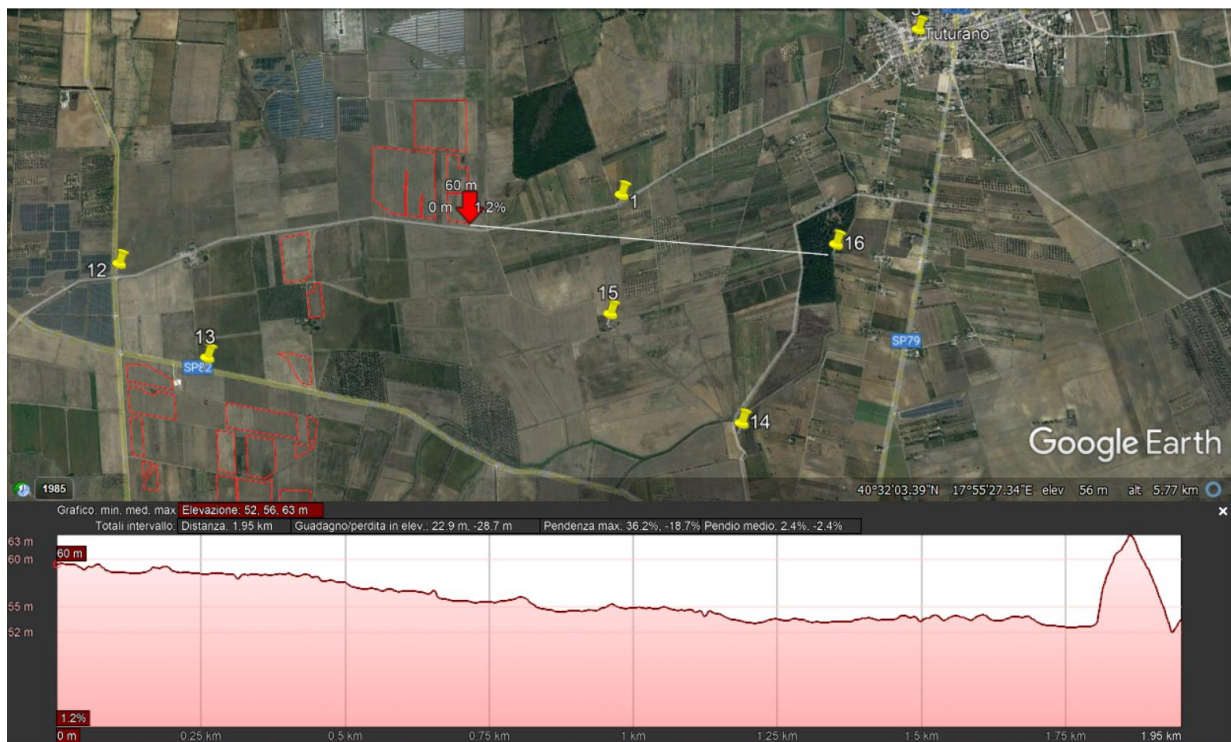 Tuturano
60 m
0 m 1.2%
1
16
12
15
13
SP82
SP79
14
Google Earth
1985
40°32'03.39"N 17°55'27.34"E elev 56 m alt 5.77 km
Grafico: min. med. max. Elevazione: 52, 56, 63 m
Totali intervallo: Distanza: 1.95 km Guadagno/perdita in elev.: 22.9 m, -28.7 m Pendenza max: 36.2%, -18.7% Pendio medio: 2.4%, -2.4%
63 m
60 m
60 m
55 m
52 m
1.2%
0 m 0.25 km 0.5 km 0.75 km 1 km 1.25 km 1.5 km 1.75 km 1.95 km